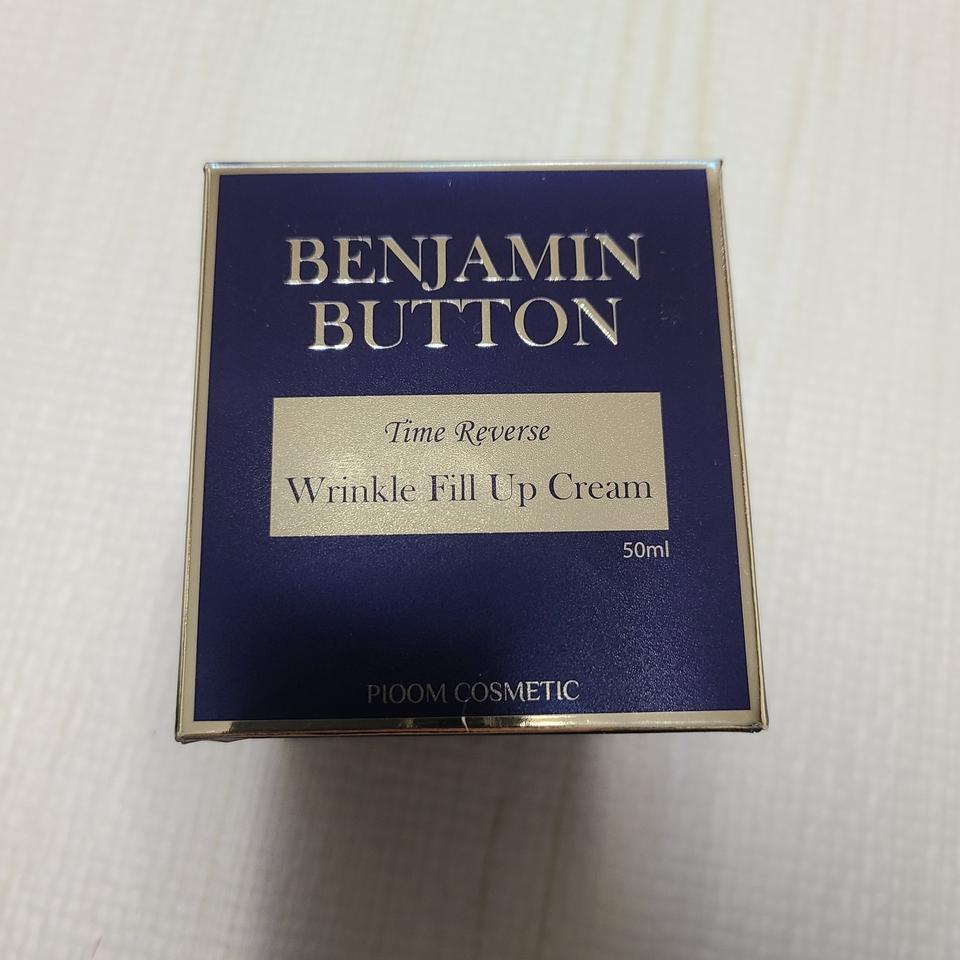 BENJAMIN
BUTTON
Time Reverse
Wrinkle Fill Up Cream
50ml
PIOOM COSMETIC